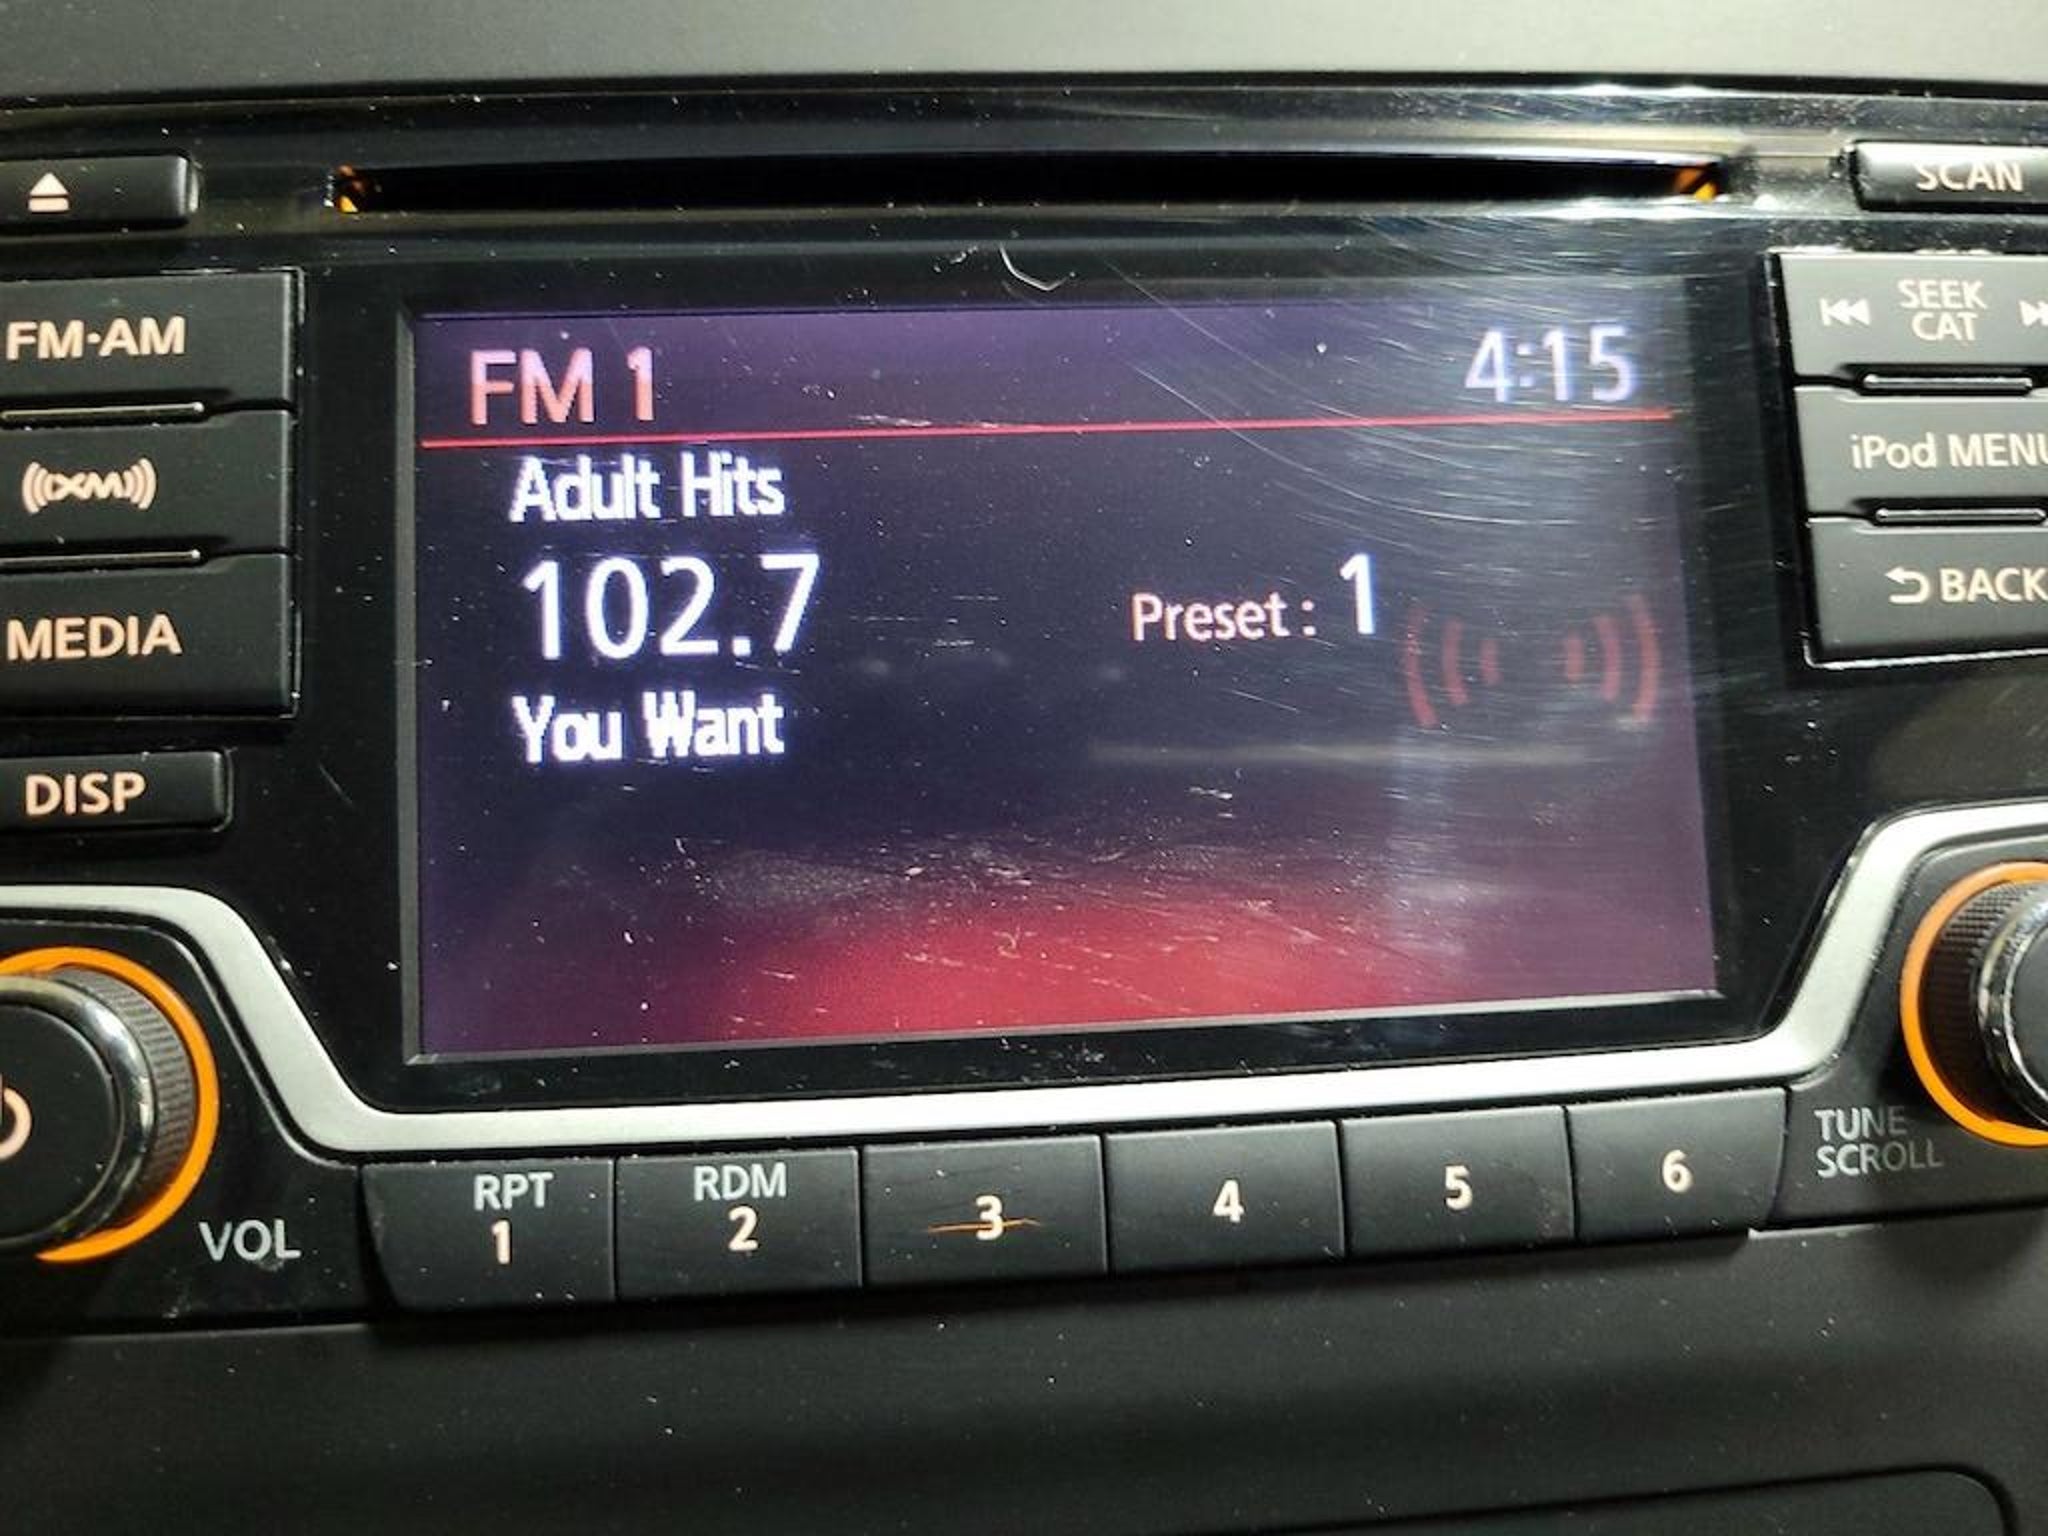 SCAN
FM•AM
SEEK
CAT
XM
iPod MENU
MEDIA
BACK
DISP
FM 1
4:15
Adult Hits
102.7
Preset : 1
You Want
VOL
RPT
1
RDM
2
3
4
5
6
TUNE
SCROLL